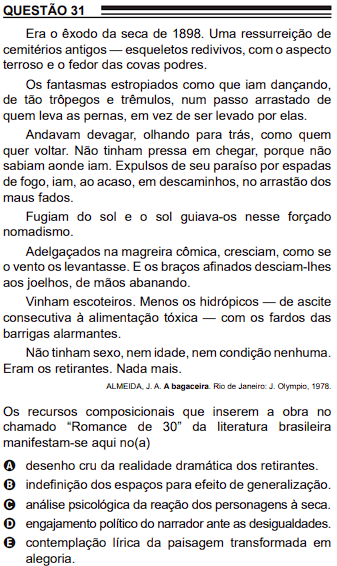 QUESTÃO 31
Era o êxodo da seca de 1898. Uma ressurreição de
cemitérios antigos — esqueletos redivivos, com o aspecto
terroso e o fedor das covas podres.
Os fantasmas estropiados como que iam dançando,
de tão trôpegos e trêmulos, num passo arrastado de
quem leva as pernas, em vez de ser levado por elas.
Andavam devagar, olhando para trás, como quem
quer voltar. Não tinham pressa em chegar, porque não
sabiam aonde iam. Expulsos de seu paraíso por espadas
de fogo, iam, ao acaso, em descaminhos, no arrastão dos
maus fados.
Fugiam do sol e o sol guiava-os nesse forçado
nomadismo.
Adelgaçados na magreira cômica, cresciam, como se
o vento os levantasse. E os braços afinados desciam-lhes
aos joelhos, de mãos abanando.
Vinham escoteiros. Menos os hidrópicos — de ascite
consecutiva à alimentação tóxica — com os fardos das
barrigas alarmantes.
Não tinham sexo, nem idade, nem condição nenhuma.
Eram os retirantes. Nada mais.
ALMEIDA, J. A. A bagaceira. Rio de Janeiro: J. Olympio, 1978.
Os recursos composicionais que inserem a obra no
chamado “Romance de 30” da literatura brasileira
manifestam-se aqui no(a)
A desenho cru da realidade dramática dos retirantes.
B indefinição dos espaços para efeito de generalização.
C análise psicológica da reação dos personagens à seca.
D engajamento político do narrador ante as desigualdades.
E contemplação lírica da paisagem transformada em
alegoria.